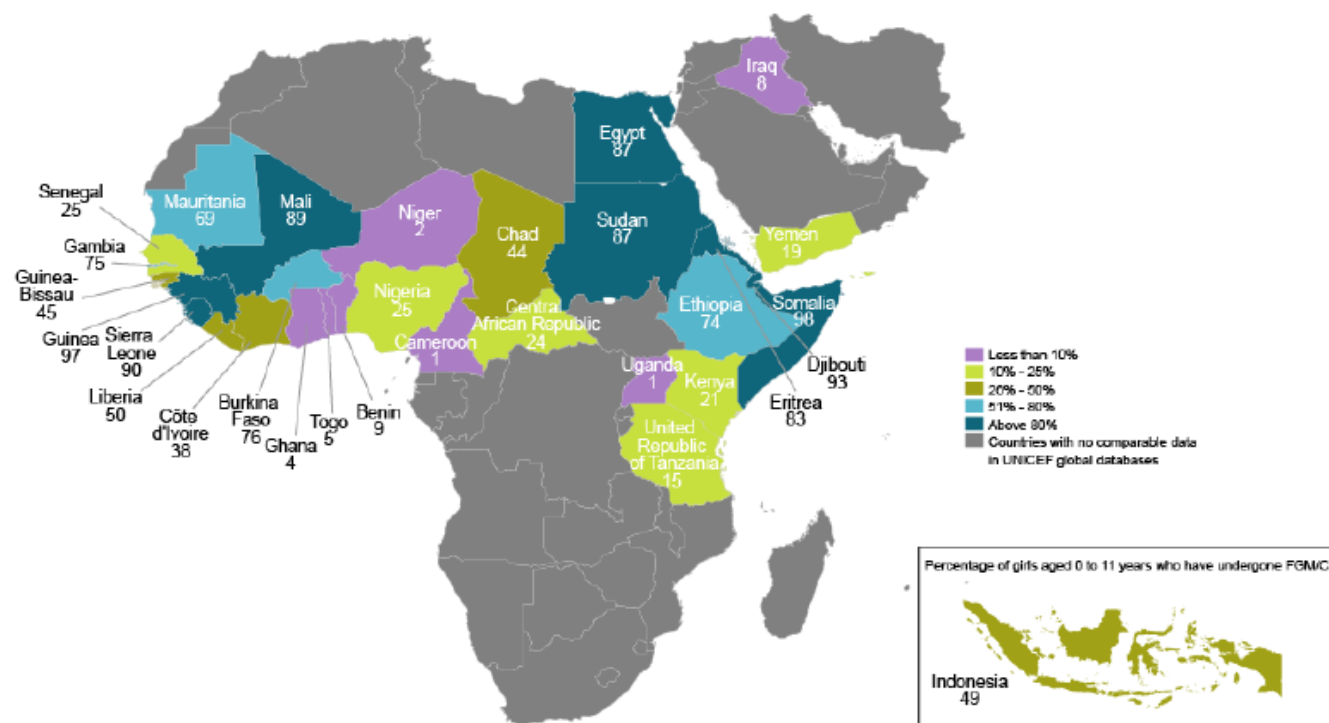 Iraq
8
Egypt
87
Senegal
25
Mauritania
69
Mali
89
Niger
2
Chad
44
Sudan
87
Yemen
19
Gambia
75
Guinea-
Bissau
45
Nigeria
25
Central
African Republic
24
Ethiopia
74
Somalia
98
Guinea
97
Sierra
Leone
90
Cameroon
1
Uganda
1
Kenya
21
Djibouti
93
Eritrea
83
Liberia
50
Côte
d'Ivoire
38
Burkina
Faso
76
Ghana
4
Togo
5
Benin
9
United
Republic
of Tanzania
15
Less than 10%
10% - 25%
26% - 50%
51% - 80%
Above 80%
Countries with no comparable data
in UNICEF global databases
Percentage of girls aged 0 to 11 years who have undergone FGM/C
Indonesia
49